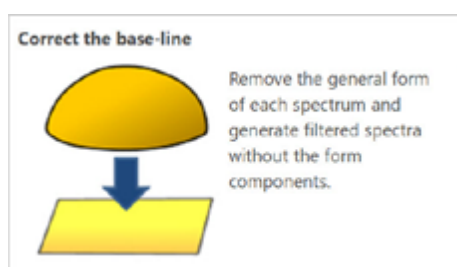 Correct the base-line
Remove the general form
of each spectrum and
generate filtered spectra
without the form
components.